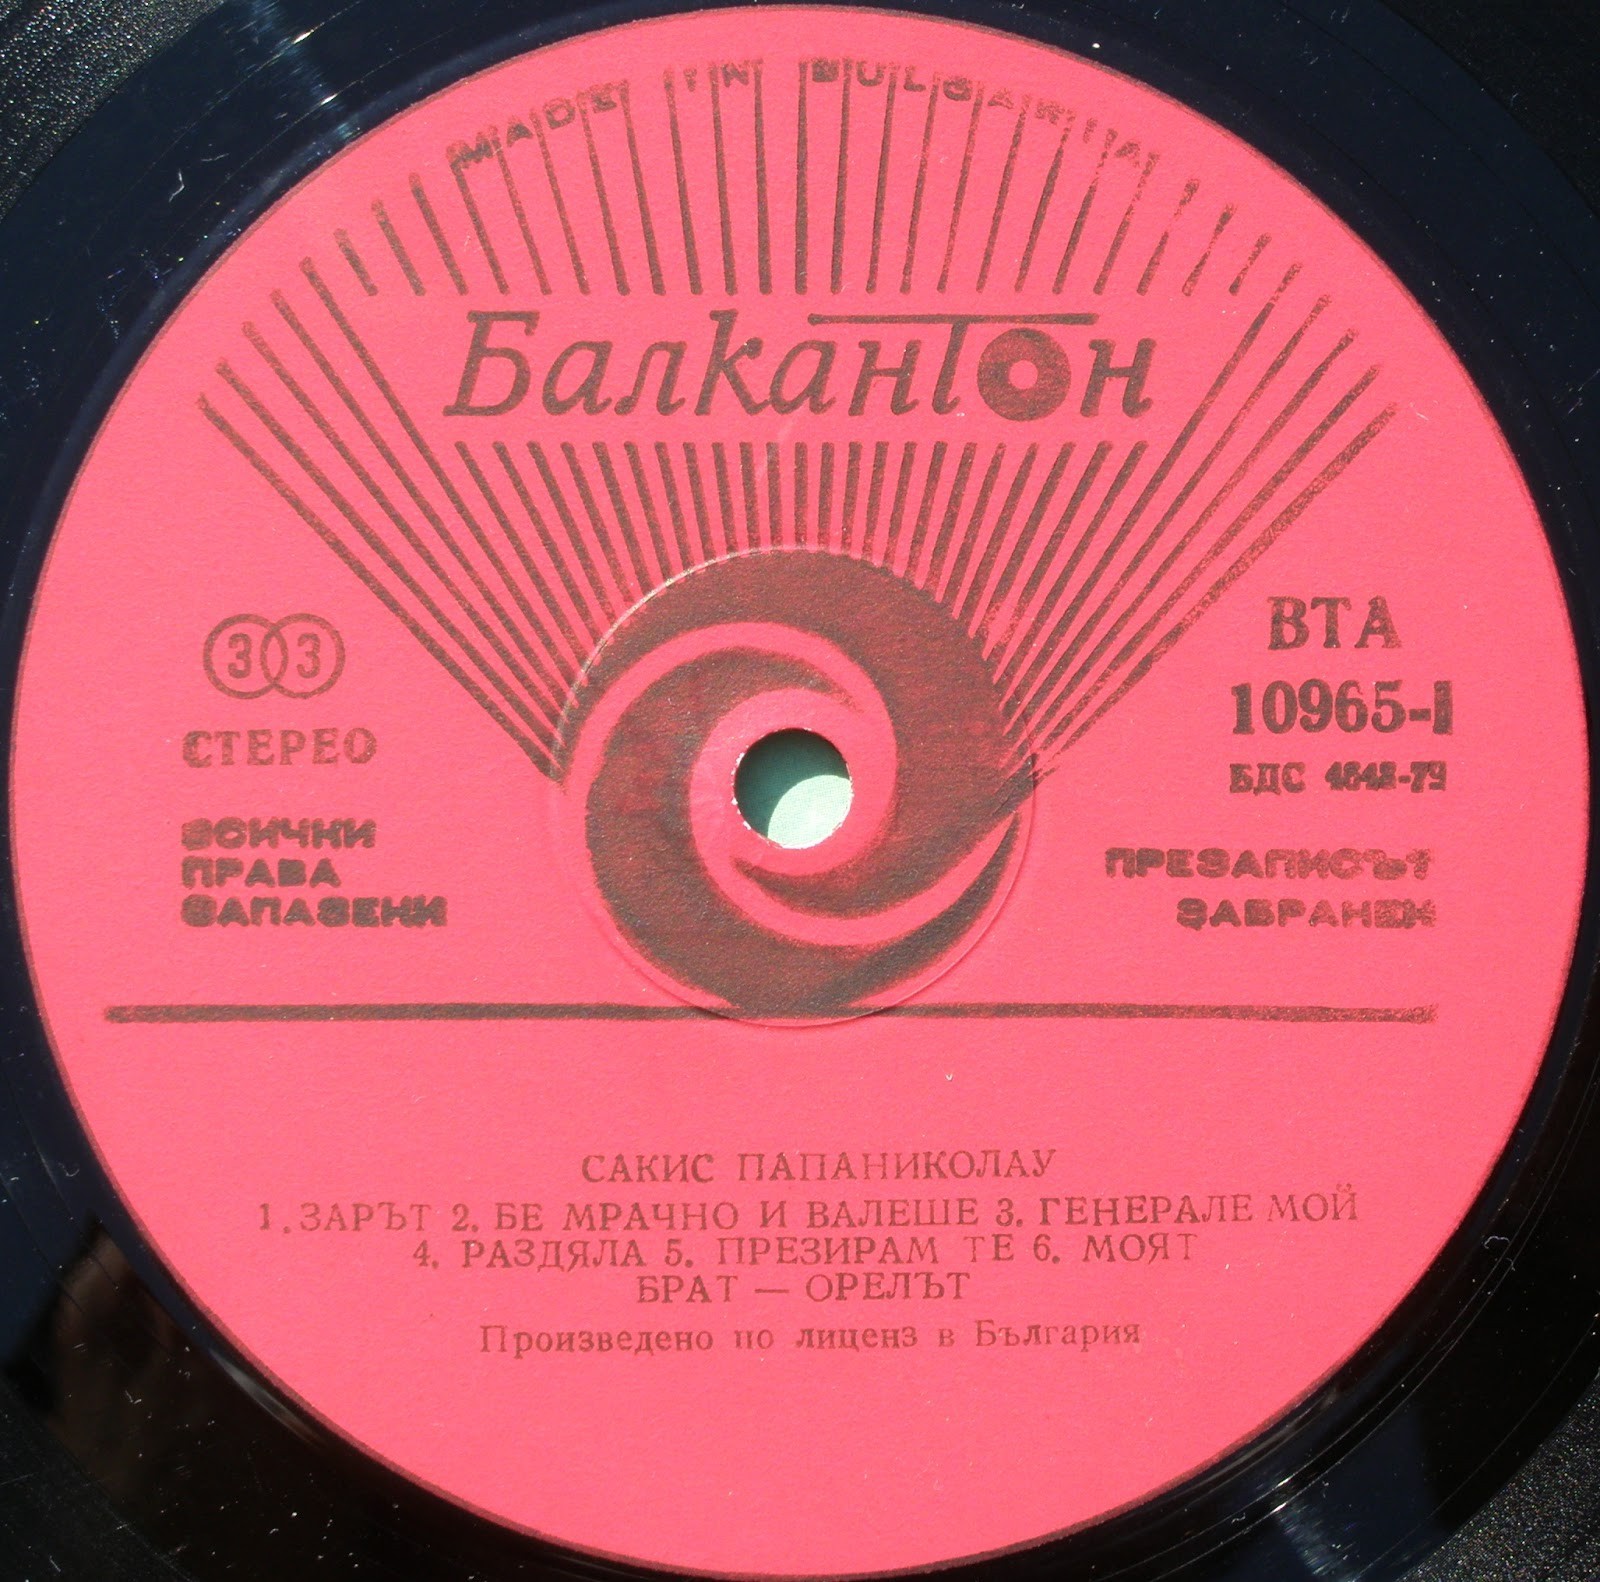 MADE IN BULGARIA
Балкантон
33
СТЕРЕО
ВСИЧКИ
ПРАВА
ЗАПАЗЕНИ
ВТА
10965-I
БДС
ПРЕЗАПИСЪТ
ЗАБРАНЕН
САКИС ПАПАНИКОЛАУ
1. ЗАРЪТ 2. БЕ МРАЧНО И ВАЛЕШЕ 3. ГЕНЕРАЛЕ МОЙ
4. РАЗДЯЛА 5. ПРЕЗИРАМ ТЕ 6. МОЯТ
БРАТ — ОРЕЛЪТ
Произведено по лиценз в България